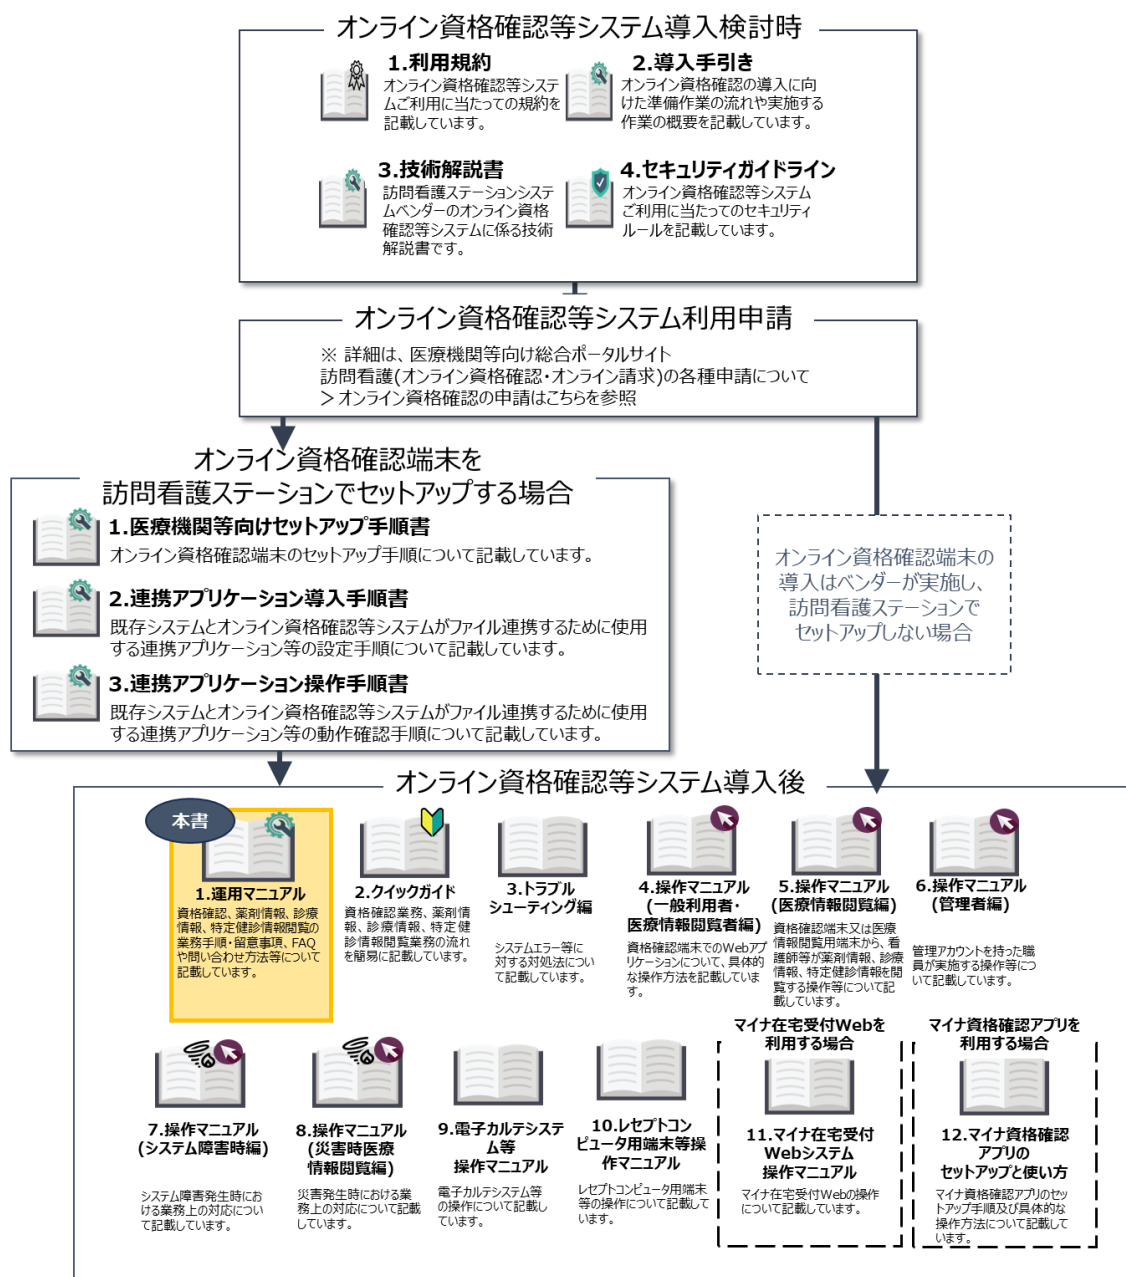 オンライン資格確認等システム導入検討時
1.利用規約
オンライン資格確認等システ
ムご利用に当たっての規約を
記載しています。
2.導入手引き
オンライン資格確認の導入に向
けた準備作業の流れや実施する
作業の概要を記載しています。
3.技術解説書
訪問看護ステーションシステ
ムベンダーのオンライン資格
確認等システムに係る技術
解説書です。
4.セキュリティガイドライン
オンライン資格確認等システム
ご利用に当たってのセキュリティ
ルールを記載しています。
オンライン資格確認等システム利用申請
※ 詳細は、医療機関等向け総合ポータルサイト
訪問看護(オンライン資格確認・オンライン請求)の各種申請について
＞オンライン資格確認の申請はこちらを参照
オンライン資格確認端末を
訪問看護ステーションでセットアップする場合
1.医療機関等向けセットアップ手順書
オンライン資格確認端末のセットアップ手順について記載しています。
2.連携アプリケーション導入手順書
既存システムとオンライン資格確認等システムがファイル連携するために使用
する連携アプリケーション等の設定手順について記載しています。
3.連携アプリケーション操作手順書
既存システムとオンライン資格確認等システムがファイル連携するために使用
する連携アプリケーション等の動作確認手順について記載しています。
オンライン資格確認端末の
導入はベンダーが実施し、
訪問看護ステーションで
セットアップしない場合
オンライン資格確認等システム導入後
本書
1.運用マニュアル
資格確認、薬剤情報、診療
情報、特定健診情報閲覧の
業務手順・留意事項、FAQ
や問い合わせ方法等について
記載しています。
2.クイックガイド
資格確認業務、薬剤情
報、診療情報、特定健
診情報閲覧業務の流れ
を簡易に記載しています。
3.トラブル
シューティング編
システムエラー等に
対する対処法につい
て記載しています。
4.操作マニュアル
(一般利用者・
医療情報閲覧者編)
資格確認端末でのWebアプ
リケーションについて、具体的
な操作方法を記載していま
す。
5.操作マニュアル
(医療情報閲覧編)
資格確認端末又は医療
情報閲覧用端末から、看
護師等が薬剤情報、診療
情報、特定健診情報を閲
覧する操作等について記
載しています。
6.操作マニュアル
(管理者編)
管理アカウントを持った職
員が実施する操作等につ
いて記載しています。
7.操作マニュアル
(システム障害時編)
システム障害発生時にお
ける業務上の対応につい
て記載しています。
8.操作マニュアル
(災害時医療
情報閲覧編)
災害発生時における業
務上の対応について記載
しています。
9.電子カルテシステ
ム等
操作マニュアル
電子カルテシステム等
の操作について記載し
ています。
10.レセプトコン
ピュータ用端末等操
作マニュアル
レセプトコンピュータ用端末
等の操作について記載して
います。
マイナ在宅受付Webを
利用する場合
11.マイナ在宅受付
Webシステム
操作マニュアル
マイナ在宅受付Webの操作
について記載しています。
マイナ資格確認アプリを
利用する場合
12.マイナ資格確認
アプリの
セットアップと使い方
マイナ資格確認アプリのセッ
トアップ手順及び具体的な
操作方法について記載して
います。